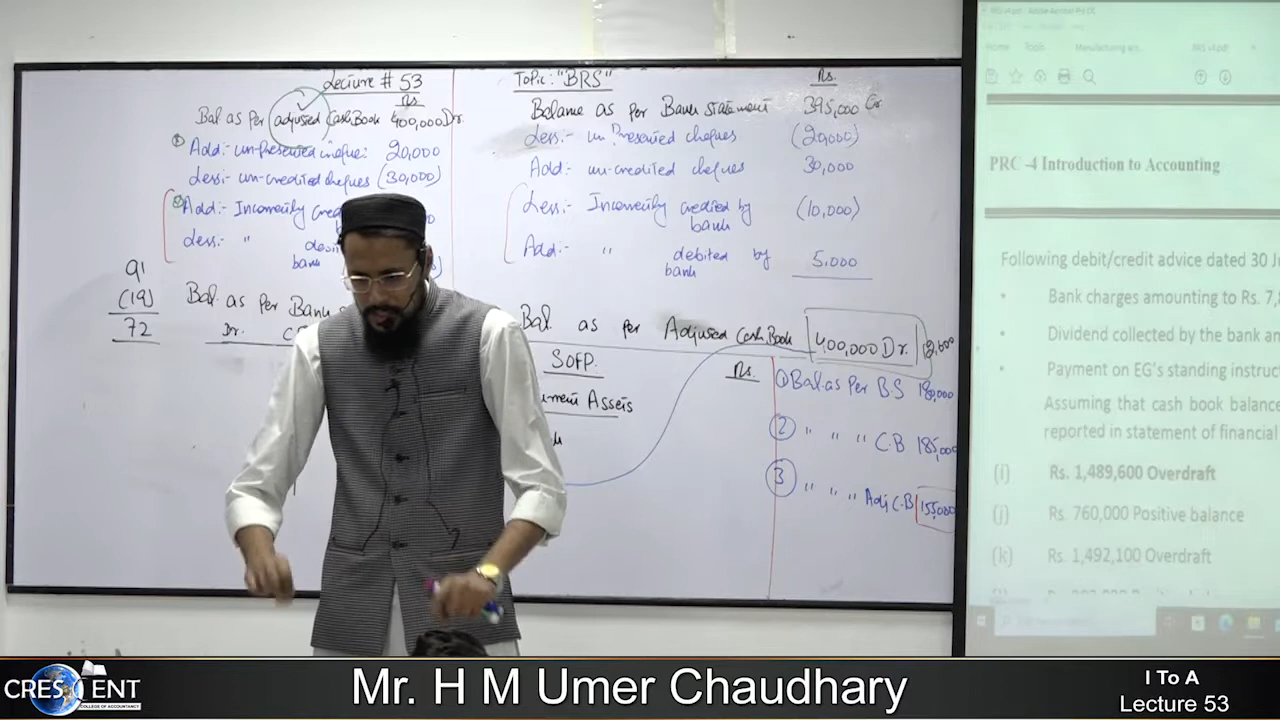 Lecture # 53
Rs.
Bal as Per adjusted Cash Book 400,000 Dr.
Add:- un-Presented cheques 20,000
Less:- un-credited cheques (30,000)
Add:- Incorrectly
Less:- "
bank
Bal. as Per Bank
Dr.
91
(19)
72
Topic: "BRS"
Rs.
Balance as per Bank statement 395,000 Cr
Less:- un Presented cheques (20,000)
Add:- un-credited cheques 30,000
Less:- Incorrectly credited by bank (10,000)
Add:- " debited by bank 5,000
Bal. as per Adjusted Cash Book 400,000 Dr.
SOFP.
Rs.
Assets
① Bal. as Per BS 180,000
② " " " C.B 185,000
③ " " " Adj C.B 155,000
Home Tools Manufacturing
PRC -4 Introduction to Accounting
Following debit/credit advice dated 30 J
• Bank charges amounting to Rs. 7,
• Dividend collected by the bank an
• Payment on EG's standing instruc
Assuming that cash book balance
reported in statement of financial
(i) Rs. 1,489,600 Overdraft
(j) Rs. 760,000 Positive balance
(k) Rs. 1,492,100 Overdraft
CRESCENT
COLLEGE OF ACCOUNTANCY
Mr. H M Umer Chaudhary
I To A
Lecture 53